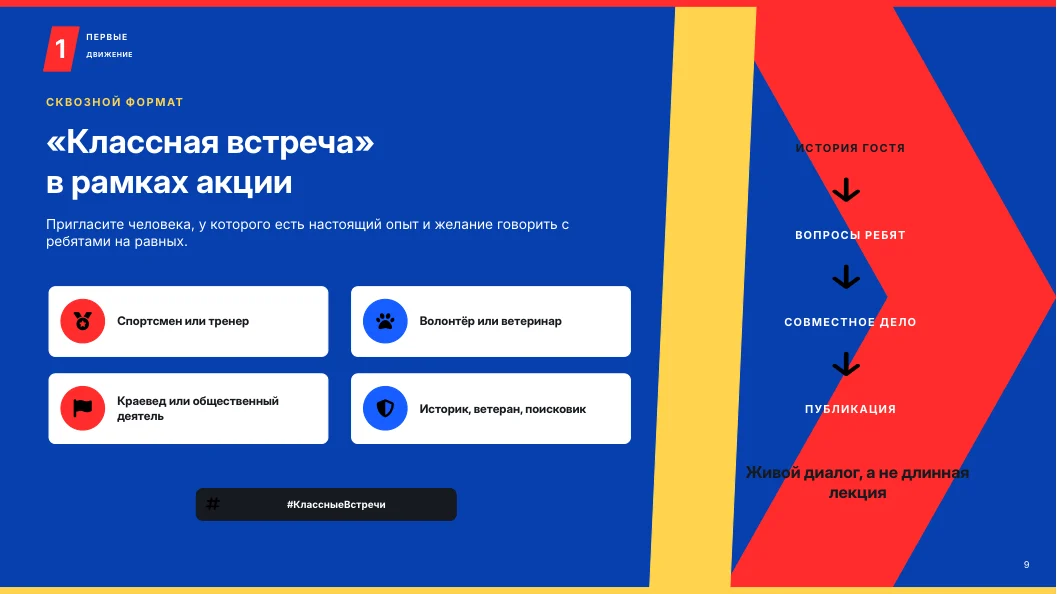 1
ПЕРВЫЕ
ДВИЖЕНИЕ
СКВОЗНОЙ ФОРМАТ
«Классная встреча»
в рамках акции
Пригласите человека, у которого есть настоящий опыт и желание говорить с
ребятами на равных.
Спортсмен или тренер
Волонтёр или ветеринар
Краевед или общественный
деятель
Историк, ветеран, поисковик
# #КлассныеВстречи
ИСТОРИЯ ГОСТЯ
ВОПРОСЫ РЕБЯТ
СОВМЕСТНОЕ ДЕЛО
ПУБЛИКАЦИЯ
Живой диалог, а не длинная
лекция
9